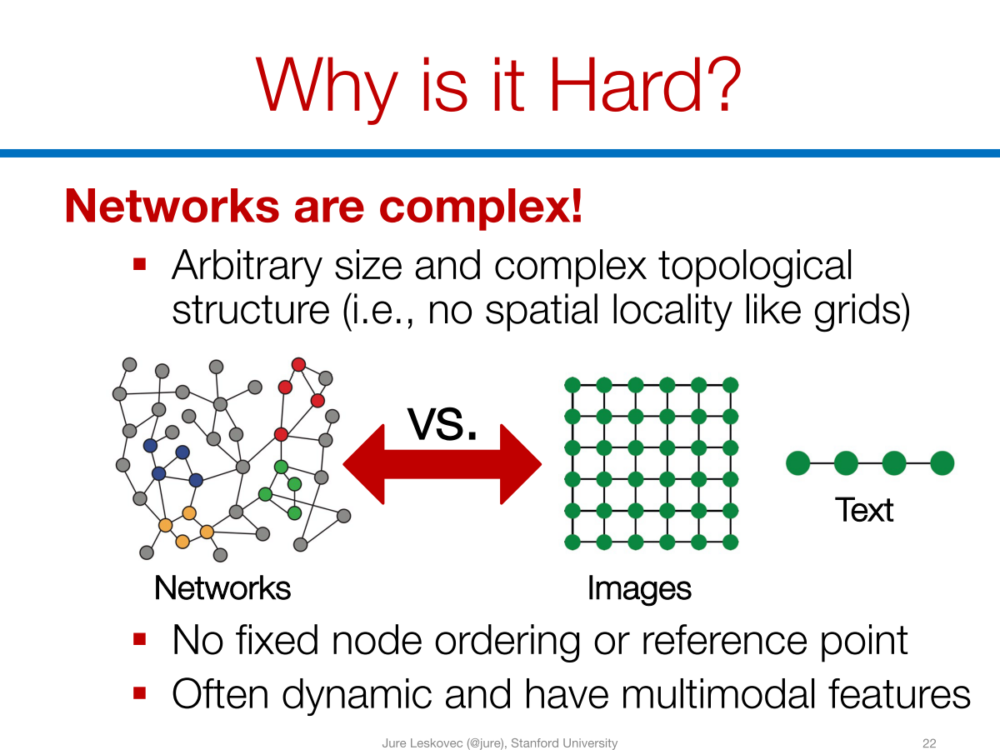 Why is it Hard?
Networks are complex!
▪ Arbitrary size and complex topological
structure (i.e., no spatial locality like grids)
vs.
Text
Networks
Images
▪ No fixed node ordering or reference point
▪ Often dynamic and have multimodal features
Jure Leskovec (@jure), Stanford University
22